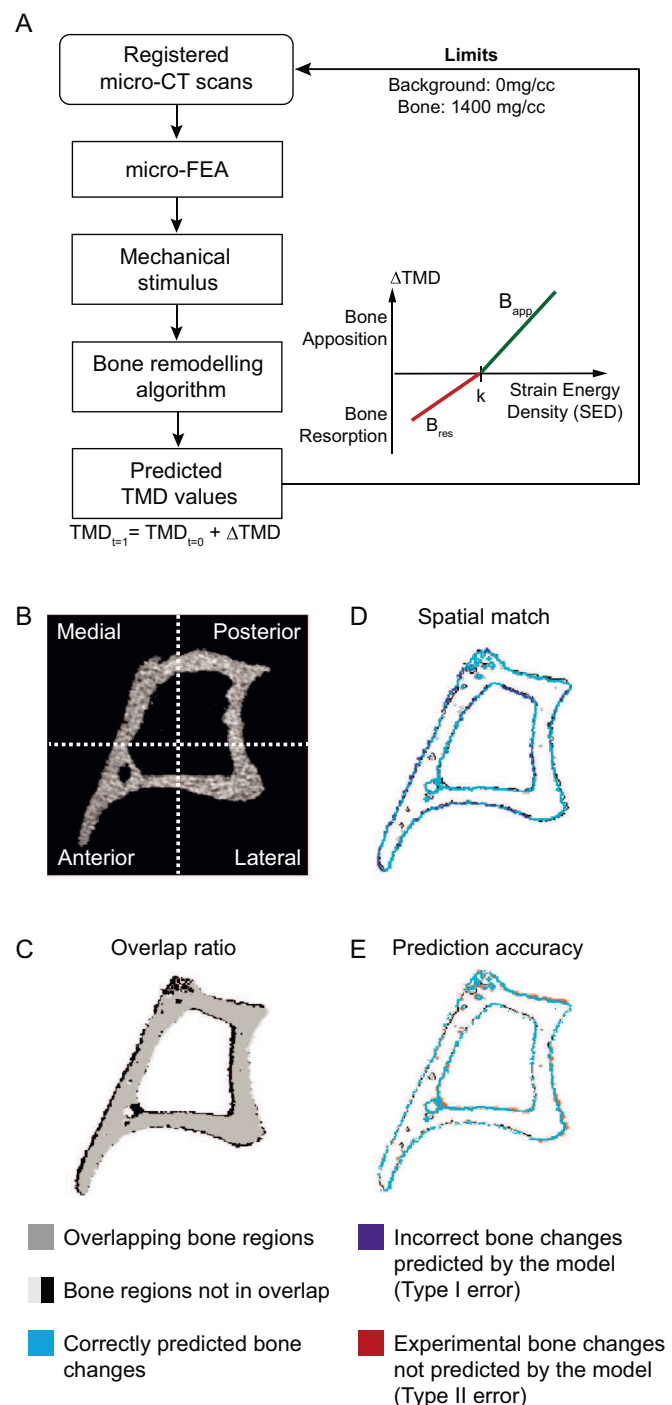 A
Registered
micro-CT scans
Limits
Background: 0mg/cc
Bone: 1400 mg/cc
micro-FEA
Mechanical
stimulus
Bone remodelling
algorithm
Predicted
TMD values
TMD_{t=1}= TMD_{t=0} + ΔTMD
ΔTMD
Bone
Apposition
B_{app}
k
Strain Energy
Density (SED)
Bone
Resorption
B_{res}
B
Medial
Posterior
Anterior
Lateral
D
Spatial match
C
Overlap ratio
E
Prediction accuracy
Overlapping bone regions
Bone regions not in overlap
Correctly predicted bone
changes
Incorrect bone changes
predicted by the model
(Type I error)
Experimental bone changes
not predicted by the model
(Type II error)